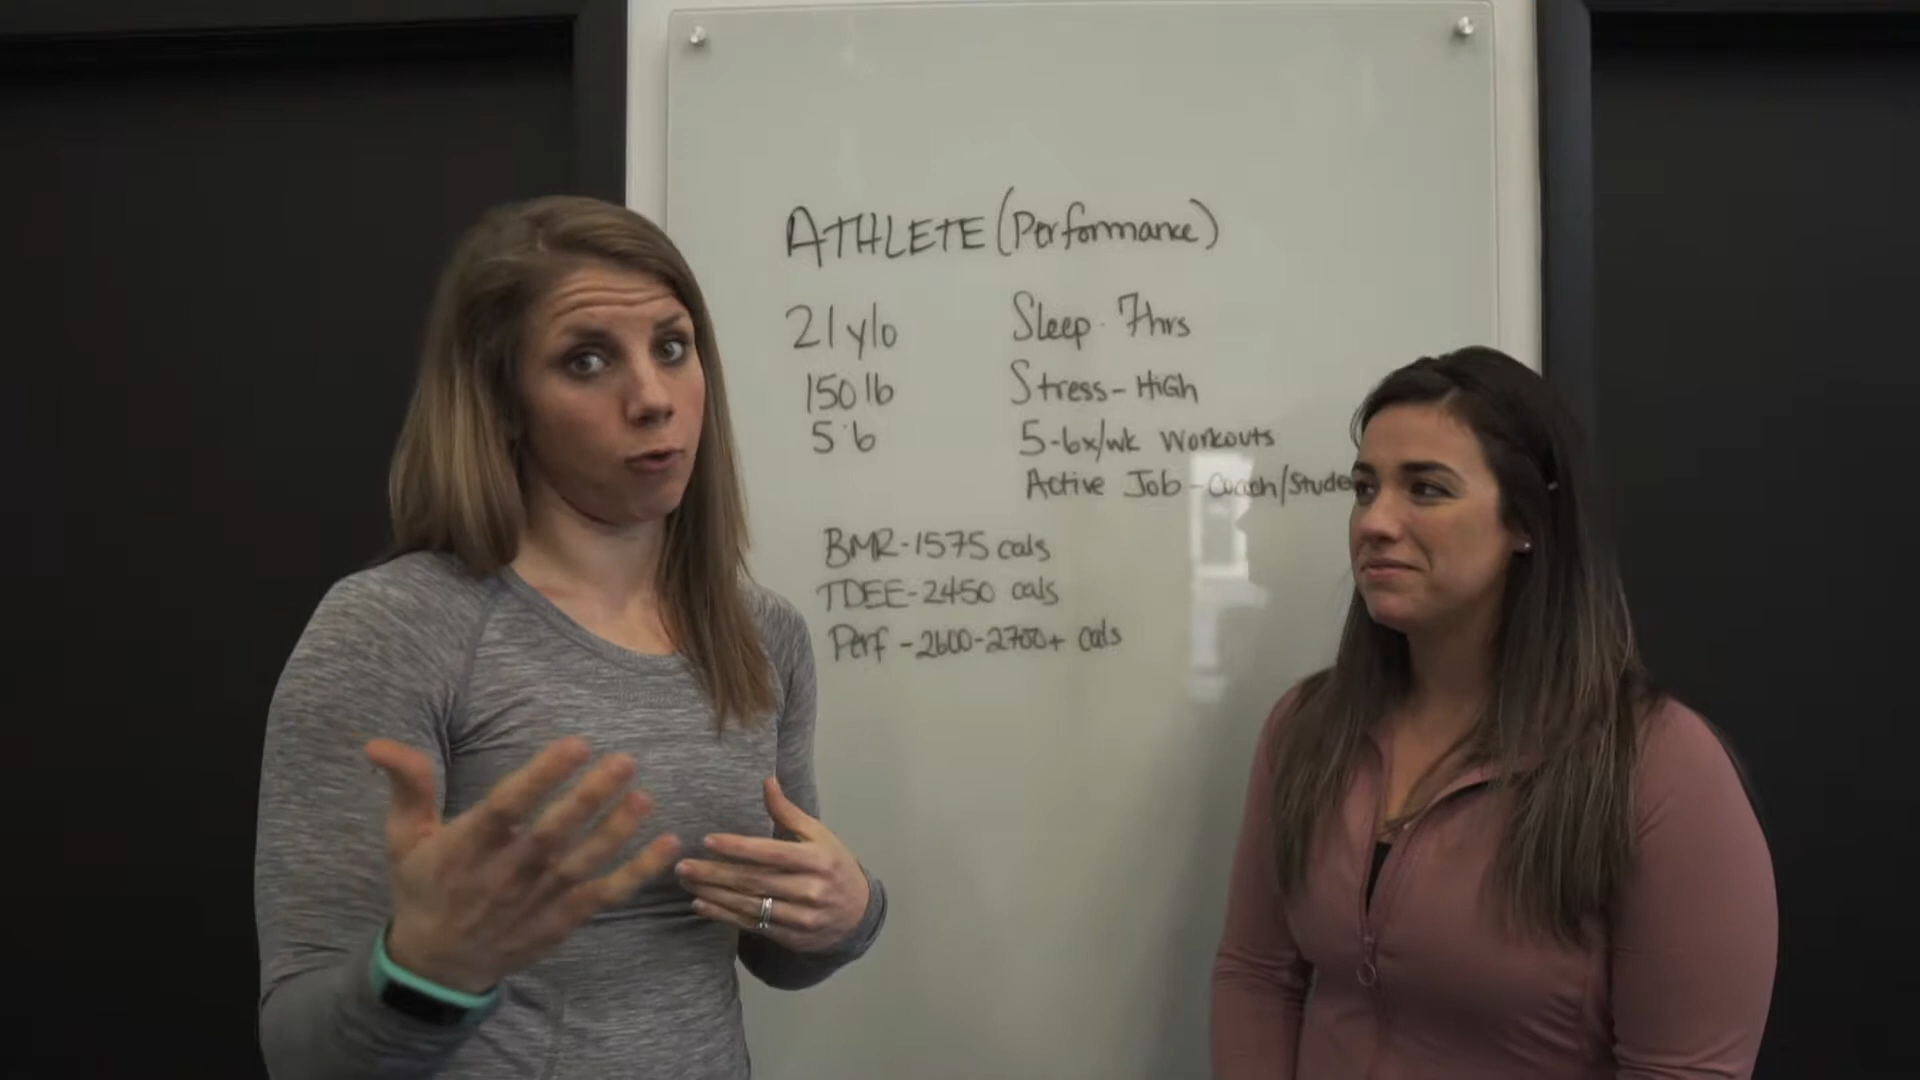 ATHLETE (Performance)
21 y/o
150 lb
5'6
Sleep - 7hrs
Stress - HiGh
5-6x/wk Workouts
Active Job - Coach/Stude
BMR - 1575 cals
TDEE - 2450 cals
Perf - 2600-2700+ cals